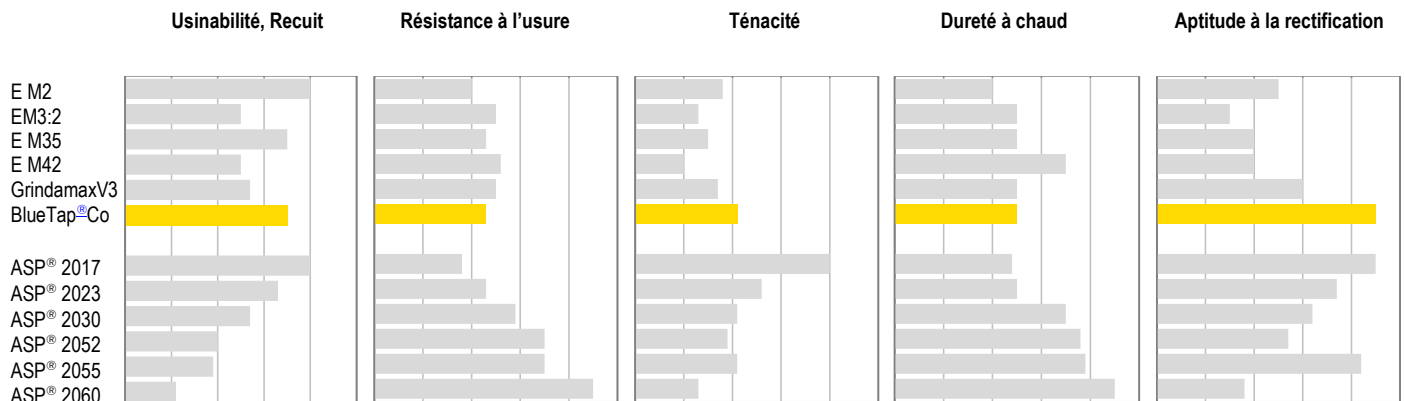 Usinabilité, Recuit Résistance à l’usure Ténacité Dureté à chaud Aptitude à la rectification
E M2
EM3:2
E M35
E M42
GrindamaxV3
BlueTap®Co
ASP® 2017
ASP® 2023
ASP® 2030
ASP® 2052
ASP® 2055
ASP® 2060